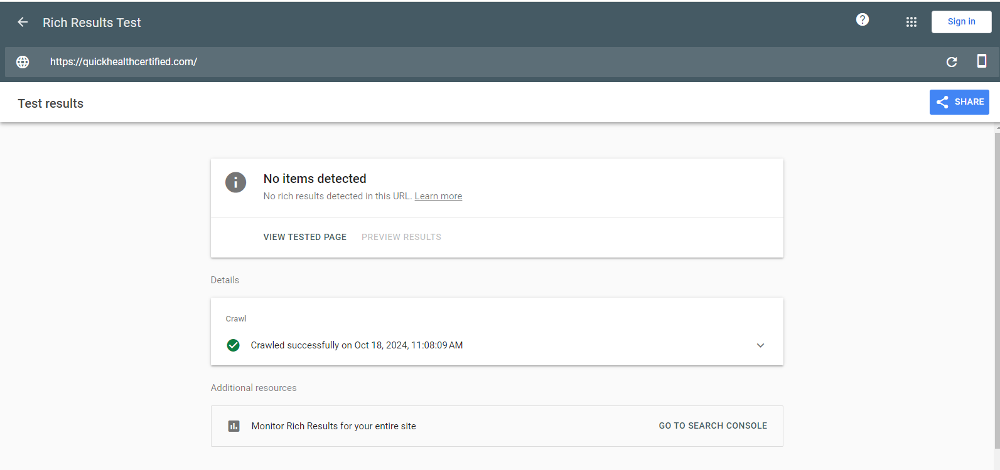 Rich Results Test
Sign in
https://quickhealthcertified.com/
Test results
SHARE
No items detected
No rich results detected in this URL. Learn more
VIEW TESTED PAGE PREVIEW RESULTS
Details
Crawl
Crawled successfully on Oct 18, 2024, 11:08:09 AM
Additional resources
Monitor Rich Results for your entire site GO TO SEARCH CONSOLE